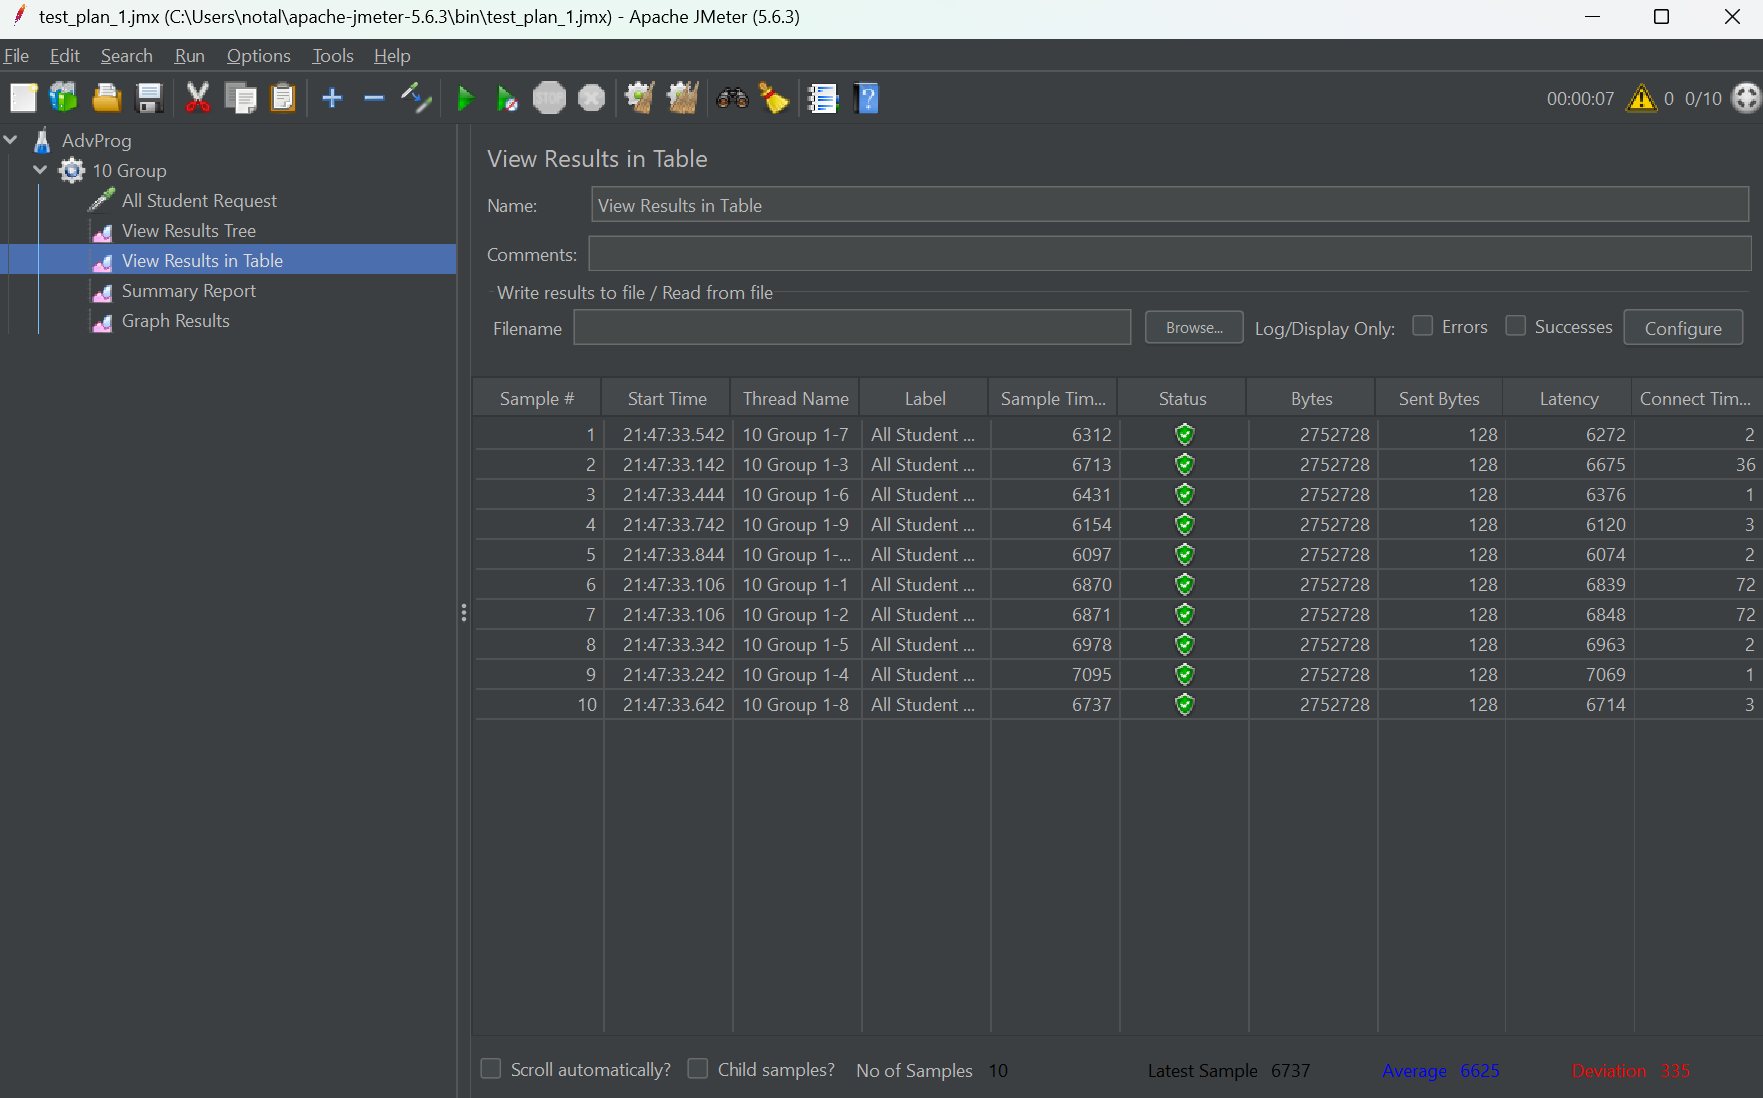 test_plan_1.jmx (C:\Users\notal\apache-jmeter-5.6.3\bin\test_plan_1.jmx) - Apache JMeter (5.6.3)
File Edit Search Run Options Tools Help
STOP ? 00:00:07 0 0/10
AdvProg
10 Group
All Student Request
View Results Tree
View Results in Table
Summary Report
Graph Results
View Results in Table
Name: View Results in Table
Comments:
Write results to file / Read from file
Filename Browse... Log/Display Only: Errors Successes Configure
Sample # Start Time Thread Name Label Sample Tim... Status Bytes Sent Bytes Latency Connect Tim...
1 21:47:33.542 10 Group 1-7 All Student ... 6312 2752728 128 6272 2
2 21:47:33.142 10 Group 1-3 All Student ... 6713 2752728 128 6675 36
3 21:47:33.444 10 Group 1-6 All Student ... 6431 2752728 128 6376 1
4 21:47:33.742 10 Group 1-9 All Student ... 6154 2752728 128 6120 3
5 21:47:33.844 10 Group 1-... All Student ... 6097 2752728 128 6074 2
6 21:47:33.106 10 Group 1-1 All Student ... 6870 2752728 128 6839 72
7 21:47:33.106 10 Group 1-2 All Student ... 6871 2752728 128 6848 72
8 21:47:33.342 10 Group 1-5 All Student ... 6978 2752728 128 6963 2
9 21:47:33.242 10 Group 1-4 All Student ... 7095 2752728 128 7069 1
10 21:47:33.642 10 Group 1-8 All Student ... 6737 2752728 128 6714 3
Scroll automatically? Child samples? No of Samples 10 Latest Sample 6737 Average 6625 Deviation 335